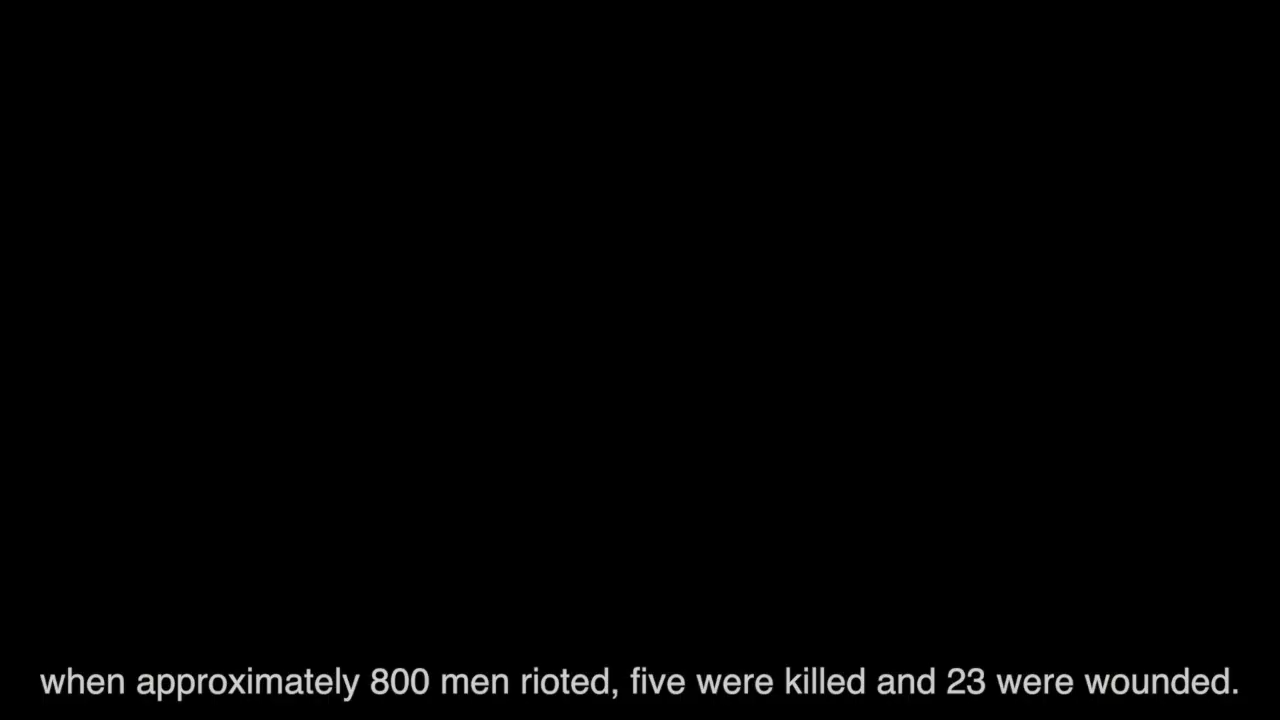 when approximately 800 men rioted, five were killed and 23 were wounded.